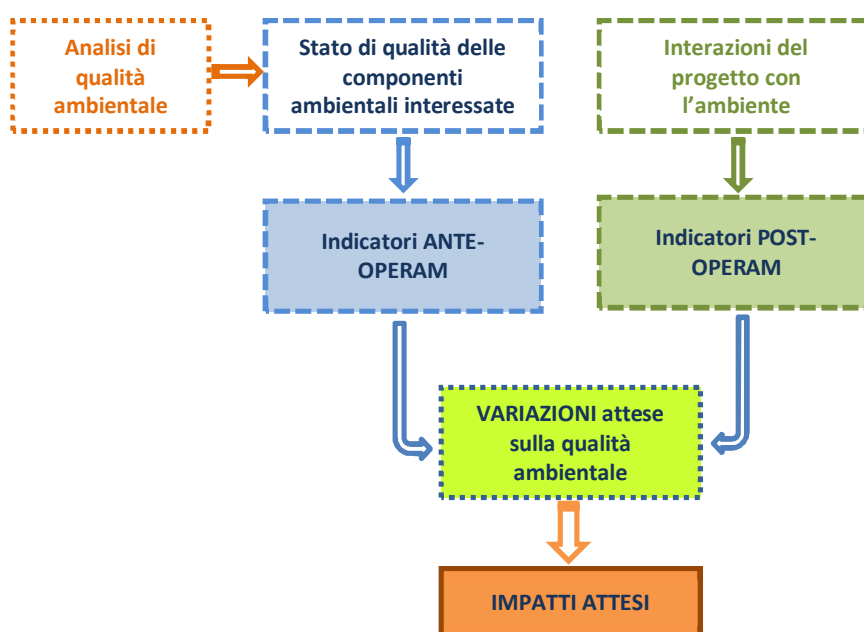 Analisi di
qualità
ambientale
Stato di qualità delle
componenti
ambientali interessate
Interazioni del
progetto con
l’ambiente
Indicatori ANTE-
OPERAM
Indicatori POST-
OPERAM
VARIAZIONI attese
sulla qualità
ambientale
IMPATTI ATTESI